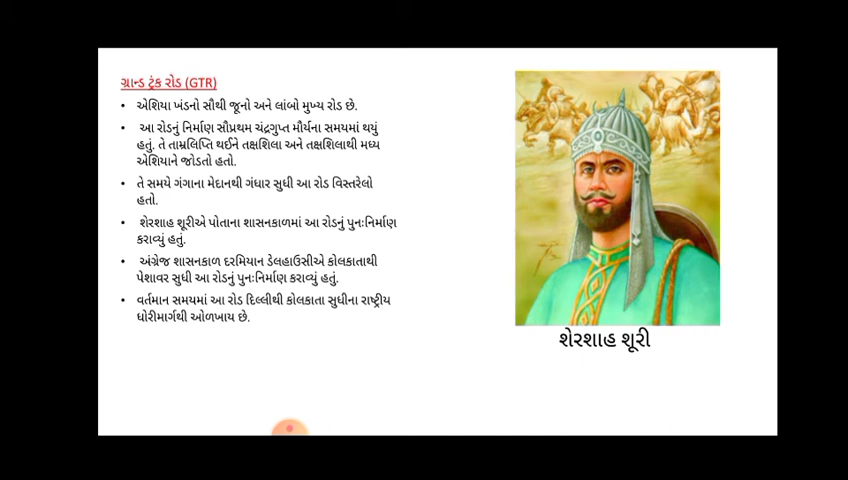 ગ્રાન્ડ ટ્રંક રોડ (GTR)
• એશિયા ખંડનો સૌથી જૂનો અને લાંબો મુખ્ય રોડ છે.
• આ રોડનું નિર્માણ સૌપ્રથમ ચંદ્રગુપ્ત મૌર્યના સમયમાં થયું
હતું. તે તામ્રલિપ્તિ થઈને તક્ષશિલા અને તક્ષશિલાથી મધ્ય
એશિયાને જોડતો હતો.
• તે સમયે ગંગાના મેદાનથી ગંધાર સુધી આ રોડ વિસ્તરેલો
હતો.
• શેરશાહ શૂરીએ પોતાના શાસનકાળમાં આ રોડનું પુનઃનિર્માણ
કરાવ્યું હતું.
• અંગ્રેજ શાસનકાળ દરમિયાન ડેલહાઉસીએ કોલકાતાથી
પેશાવર સુધી આ રોડનું પુનઃનિર્માણ કરાવ્યું હતું.
• વર્તમાન સમયમાં આ રોડ દિલ્લીથી કોલકાતા સુધીના રાષ્ટ્રીય
ધોરીમાર્ગથી ઓળખાય છે.
શેરશાહ શૂરી